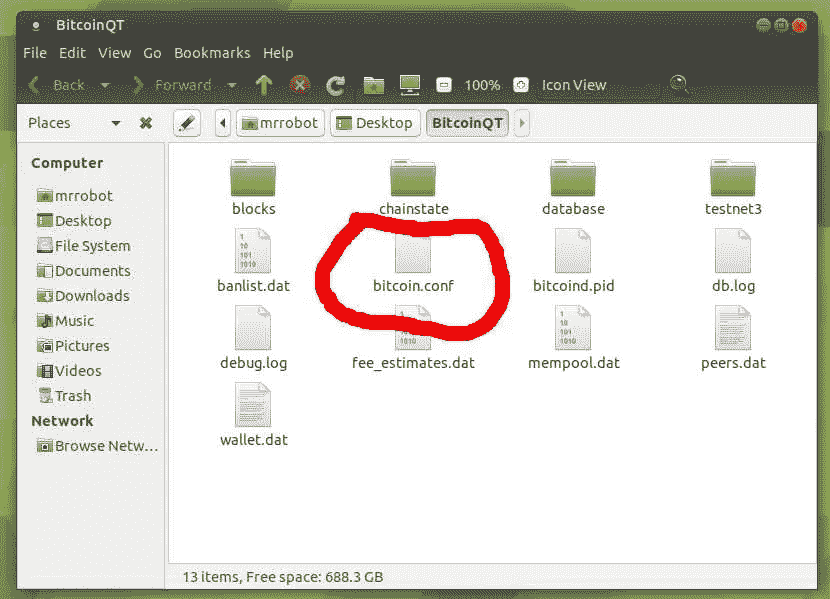 BitcoinQT
File Edit View Go Bookmarks Help
Back Forward 100% Icon View
Places mrrobot Desktop BitcoinQT
Computer
mrrobot
Desktop
File System
Documents
Downloads
Music
Pictures
Videos
Trash
Network
Browse Netw...
blocks chainstate database testnet3
banlist.dat bitcoin.conf bitcoind.pid db.log
debug.log fee_estimates.dat mempool.dat peers.dat
wallet.dat
13 items, Free space: 688.3 GB